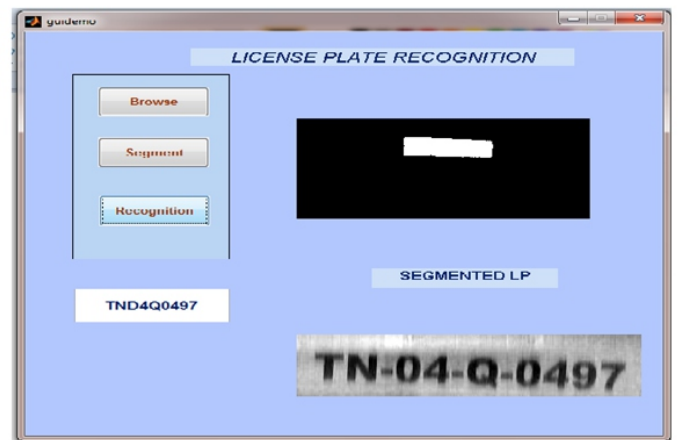 guidemo
LICENSE PLATE RECOGNITION
Browse
Segment
Recognition
SEGMENTED LP
TND4Q0497
TN-04-Q-0497